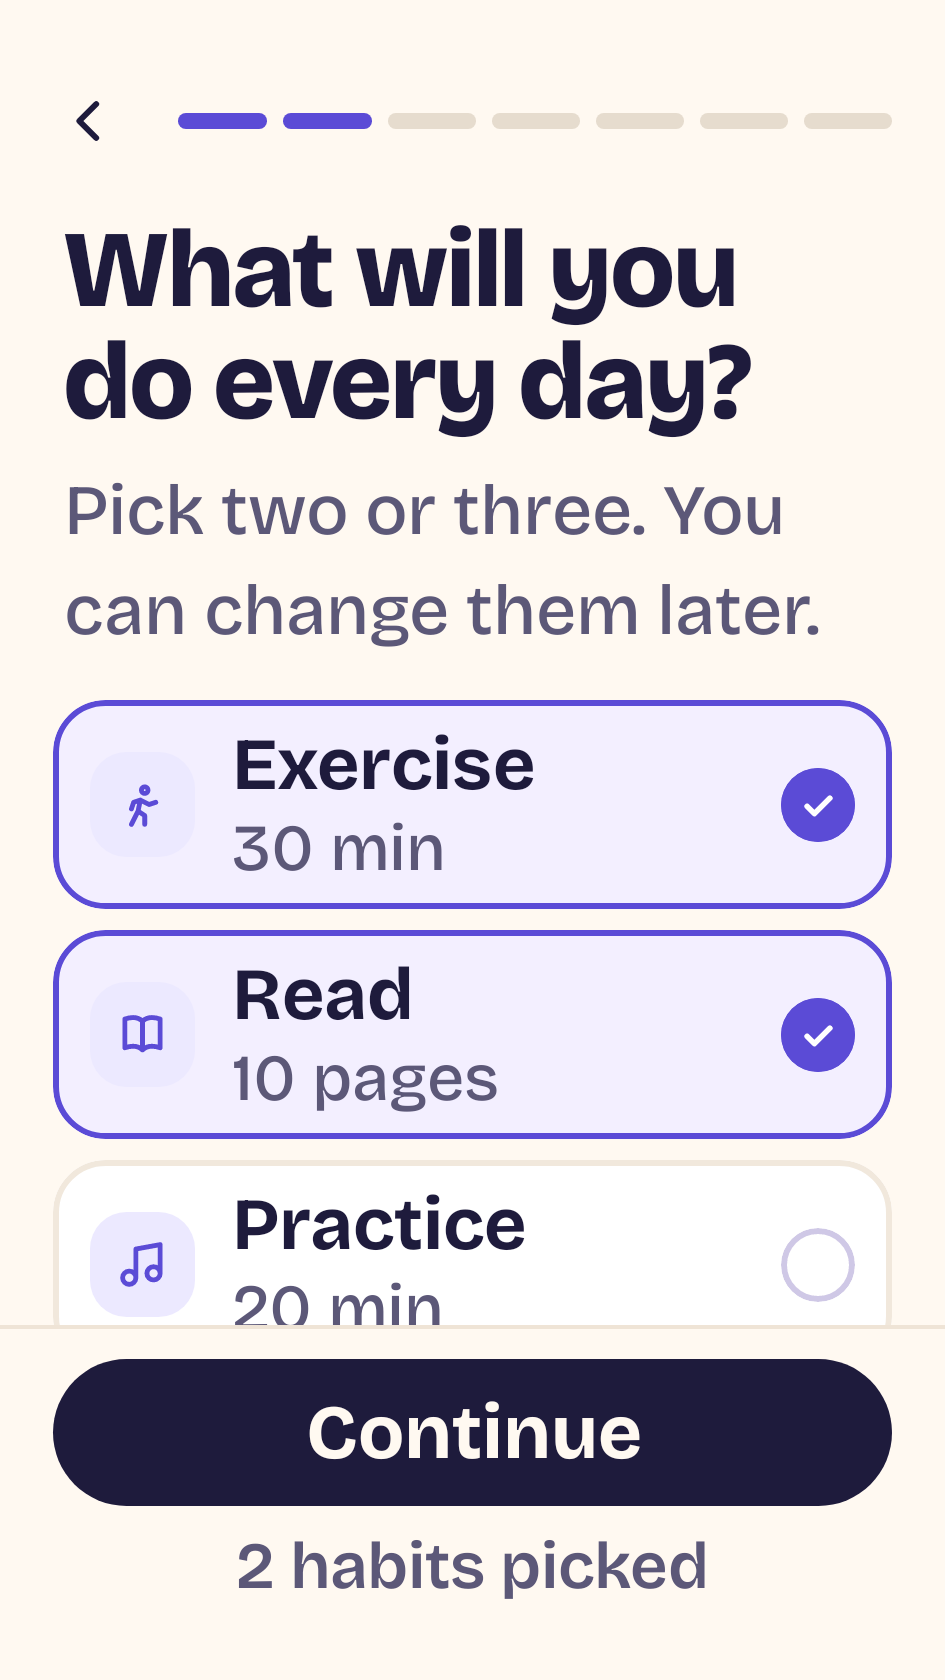 What will you
do every day?
Pick two or three. You
can change them later.
Exercise
30 min
Read
10 pages
Practice
20 min
Continue
2 habits picked